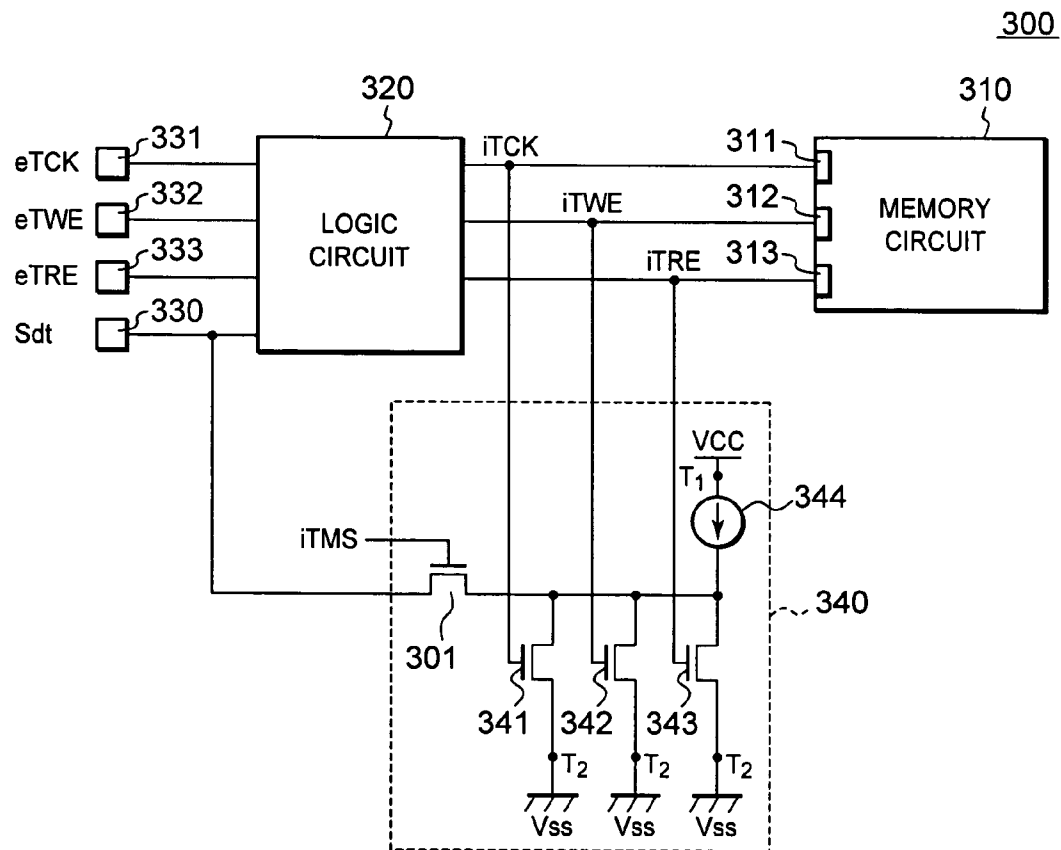 300
320
310
eTCK
331
iTCK
311
eTWE
332
LOGIC
CIRCUIT
iTWE
312
MEMORY
CIRCUIT
eTRE
333
iTRE
313
Sdt
330
VCC
T1
344
iTMS
340
301
341
342
343
T2
T2
T2
Vss
Vss
Vss